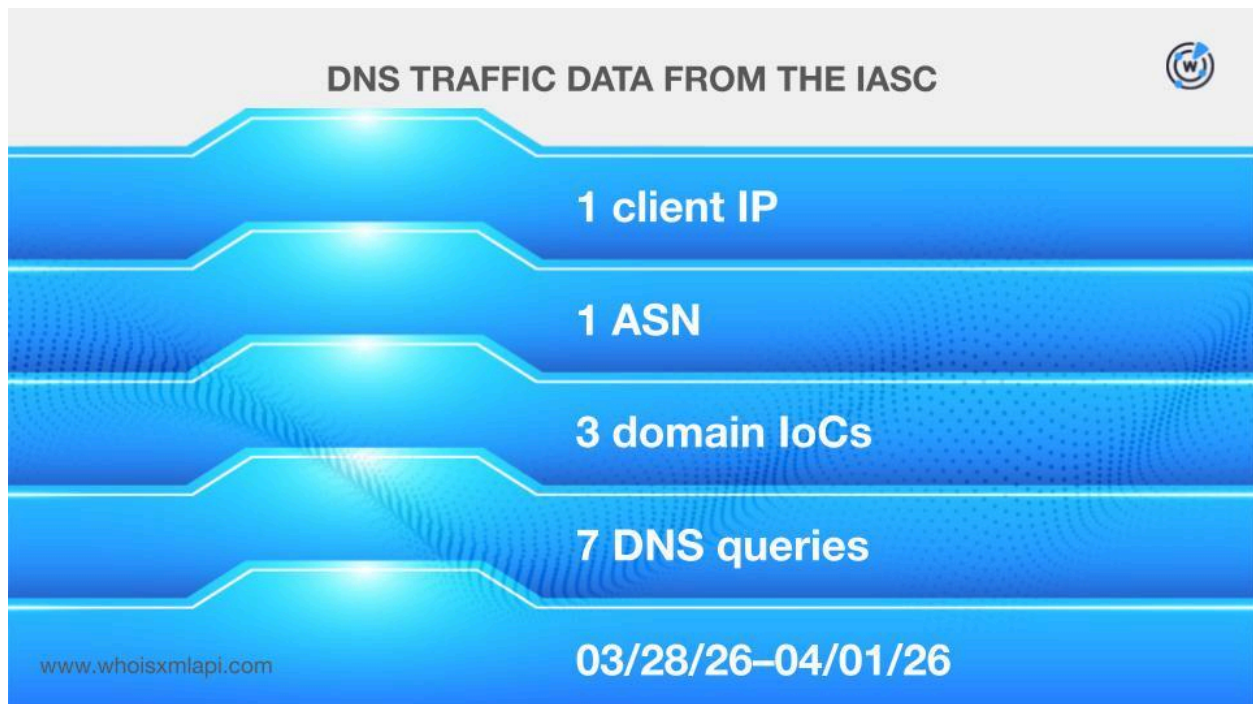 DNS TRAFFIC DATA FROM THE IASC
W
1 client IP
1 ASN
3 domain IoCs
7 DNS queries
03/28/26–04/01/26
www.whoisxmlapi.com